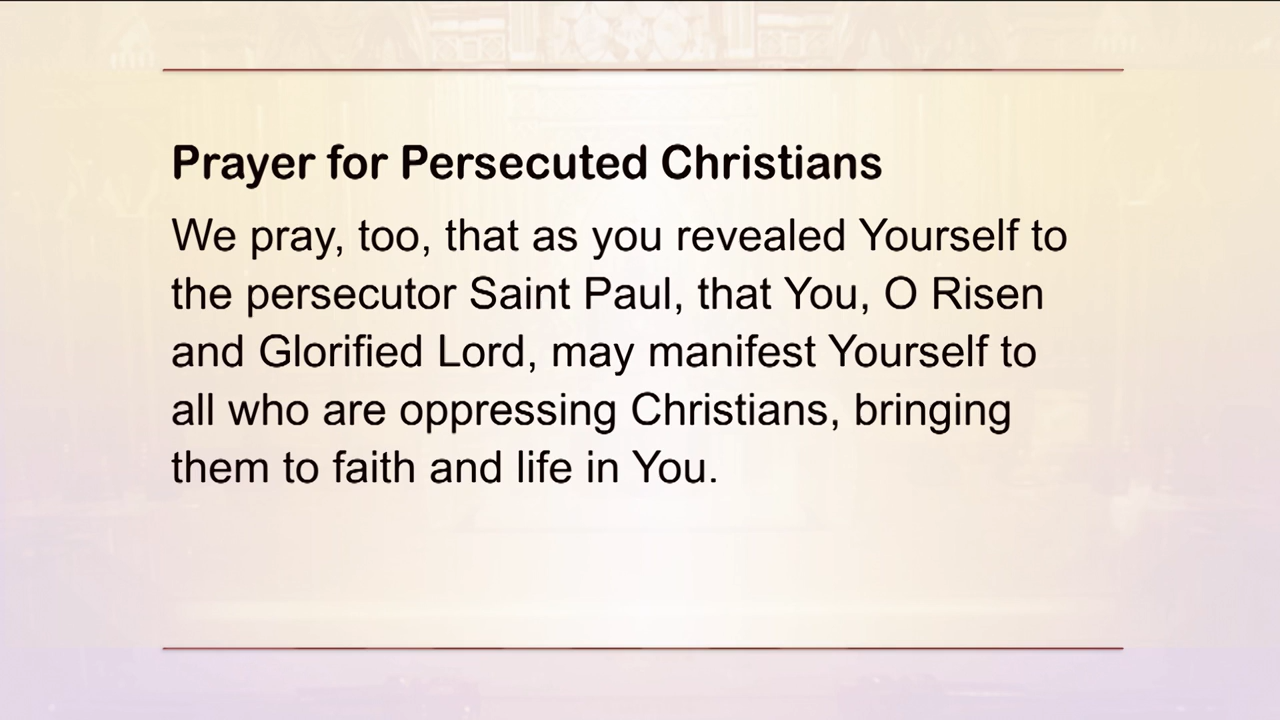 Prayer for Persecuted Christians
We pray, too, that as you revealed Yourself to
the persecutor Saint Paul, that You, O Risen
and Glorified Lord, may manifest Yourself to
all who are oppressing Christians, bringing
them to faith and life in You.